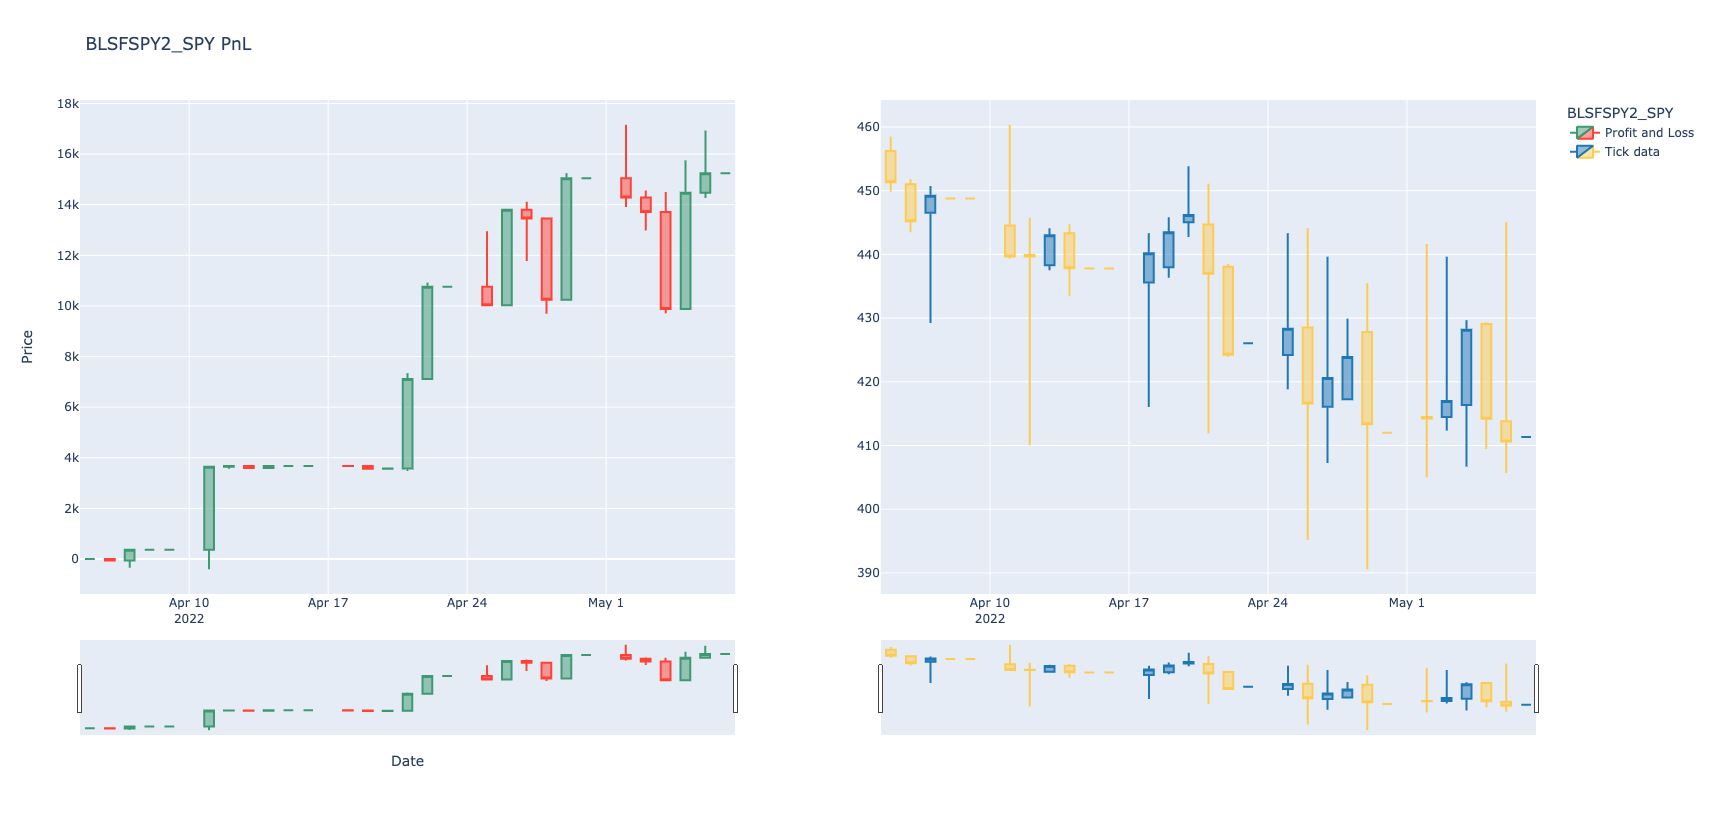 BLSFSPY2_SPY PnL
18k
16k
14k
12k
10k
8k
6k
4k
2k
0
Price
Apr 10
2022
Apr 17
Apr 24
May 1
Date
460
450
440
430
420
410
400
390
Apr 10
2022
Apr 17
Apr 24
May 1
BLSFSPY2_SPY
Profit and Loss
Tick data